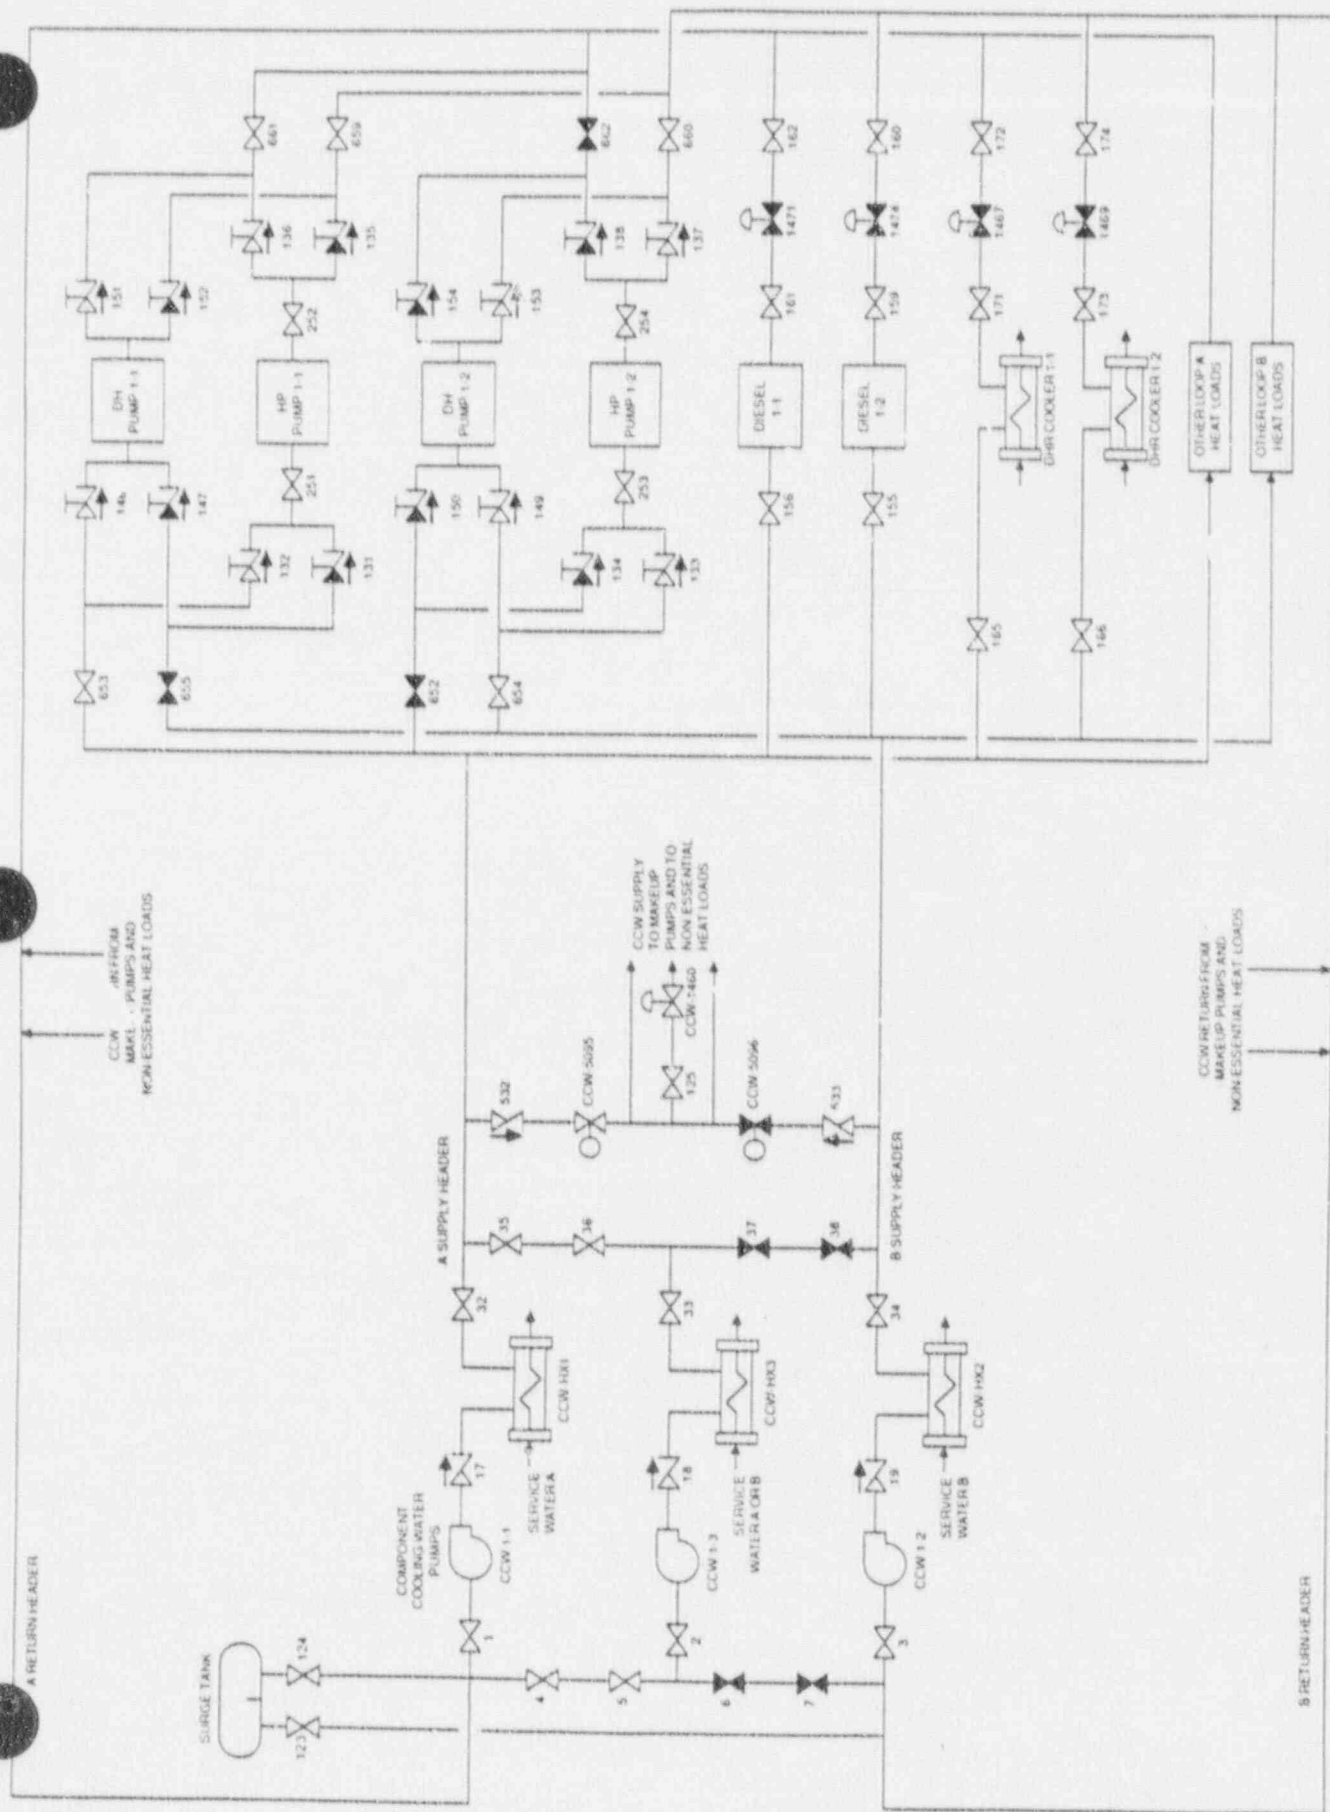 A RETURN HEADER
SURGE TANK
124
123
COMPONENT
COOLING WATER
PUMPS
1
CCW 1-1
17
SERVICE
WATER A
CCW-HX1
32
4
5
2
CCW 1-3
18
SERVICE
WATER A OR B
CCW-HX3
33
6
7
3
CCW 1-2
19
SERVICE
WATER B
CCW-HX2
34
A SUPPLY HEADER
35
36
37
38
B SUPPLY HEADER
532
CCW-5095
125
CCW-1460
CCW-5096
533
CCW SUPPLY
TO MAKEUP
PUMPS AND TO
NON-ESSENTIAL
HEAT LOADS
CCW
MAKE - PUMPS AND
NON-ESSENTIAL HEAT LOADS
CCW RETURN FROM
MAKEUP PUMPS AND
NON-ESSENTIAL HEAT LOADS
B RETURN HEADER
653
655
652
654
147
132
131
150
149
134
133
251
253
DH
PUMP 1-1
HP
PUMP 1-1
DH
PUMP 1-2
HP
PUMP 1-2
151
152
252
136
135
154
153
254
138
137
661
659
662
660
156
DIESEL
1-1
161
1471
162
155
DIESEL
1-2
159
1474
160
165
DHR COOLER 1-1
171
1467
172
166
DHR COOLER 1-2
173
1469
174
OTHER LOOP A
HEAT LOADS
OTHER LOOP B
HEAT LOADS